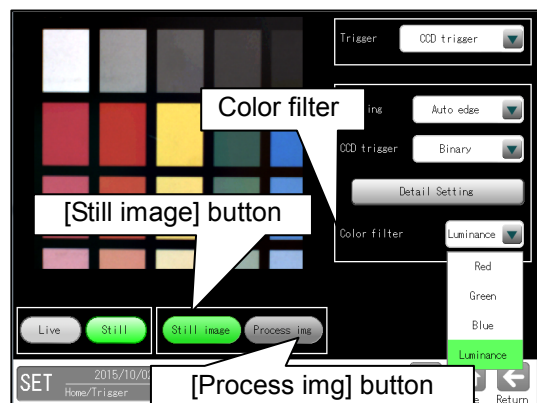 Trigger
CCD trigger
Color filter
ing
Auto edge
CCD trigger
Binary
Detail Setting
[Still image] button
Color filter
Luminance
Red
Green
Blue
Luminance
Live
Still
Still image
Process img
SET
2015/10/02
Home/Trigger
[Process img] button
Return